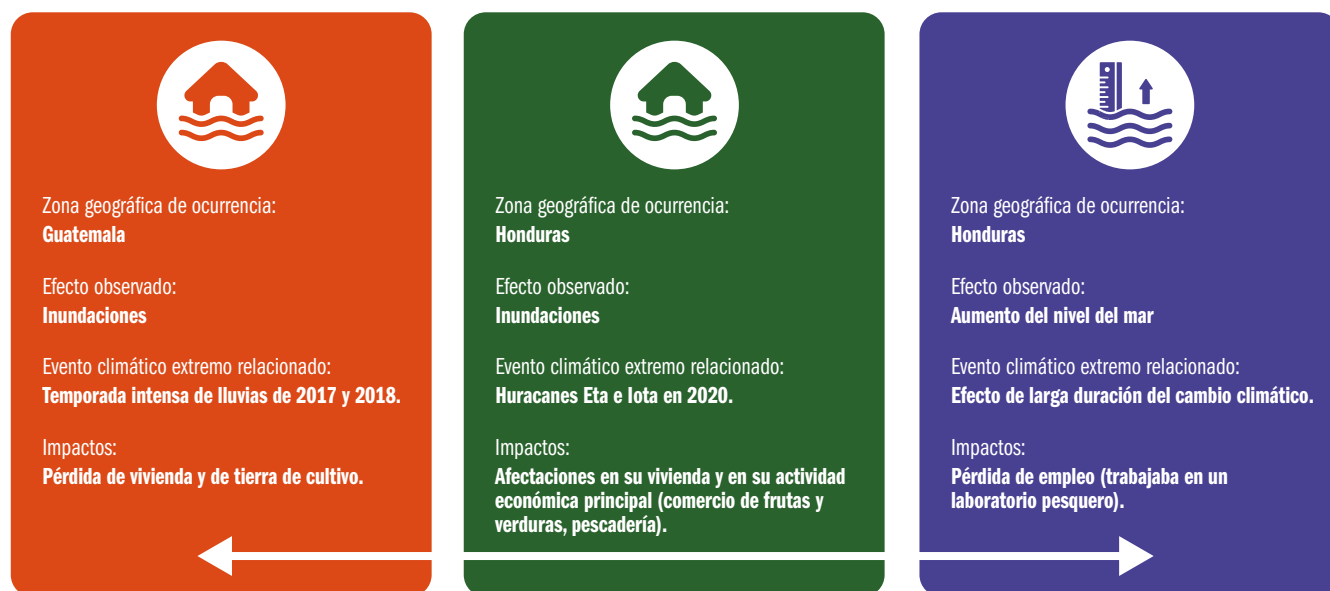 Zona geográfica de ocurrencia:
Guatemala
Efecto observado:
Inundaciones
Evento climático extremo relacionado:
Temporada intensa de lluvias de 2017 y 2018.
Impactos:
Pérdida de vivienda y de tierra de cultivo.
Zona geográfica de ocurrencia:
Honduras
Efecto observado:
Inundaciones
Evento climático extremo relacionado:
Huracanes Eta e Iota en 2020.
Impactos:
Afectaciones en su vivienda y en su actividad
económica principal (comercio de frutas y
verduras, pescadería).
Zona geográfica de ocurrencia:
Honduras
Efecto observado:
Aumento del nivel del mar
Evento climático extremo relacionado:
Efecto de larga duración del cambio climático.
Impactos:
Pérdida de empleo (trabajaba en un
laboratorio pesquero).